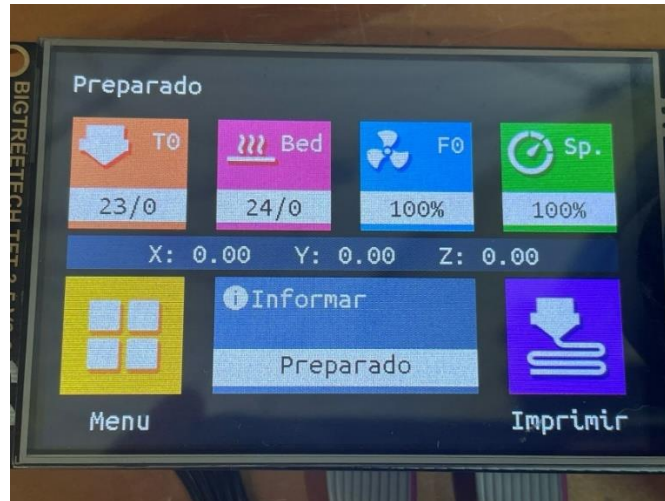 BIGTREETECH TFT
Preparado
T0 Bed F0 Sp.
23/0 24/0 100% 100%
X: 0.00 Y: 0.00 Z: 0.00
Informar
Preparado
Menu Imprimir